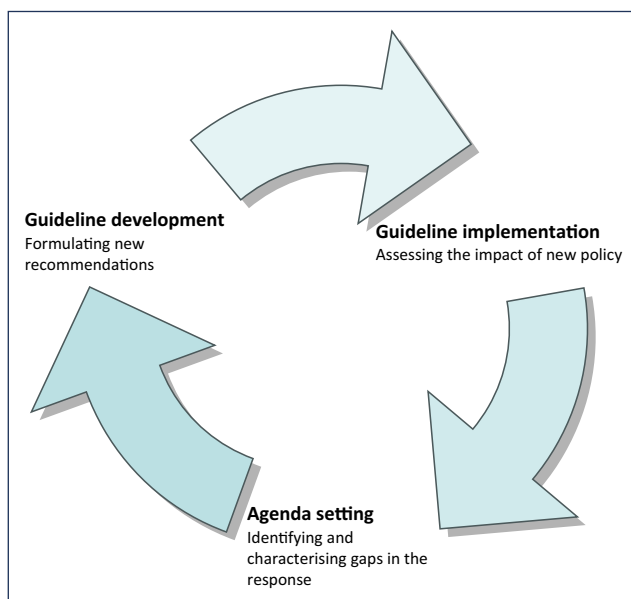 Guideline development
Formulating new
recommendations
Guideline implementation
Assessing the impact of new policy
Agenda setting
Identifying and
characterising gaps in the
response